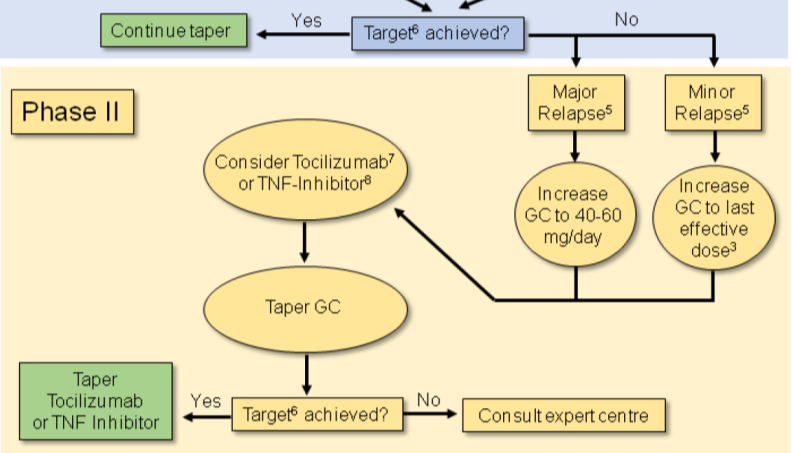 Yes
No
Continue taper
Target⁶ achieved?
Phase II
Major
Relapse⁵
Minor
Relapse⁵
Consider Tocilizumab⁷
or TNF-Inhibitor⁸
Increase
GC to 40-60
mg/day
Increase
GC to last
effective
dose³
Taper GC
Taper
Tocilizumab
or TNF Inhibitor
Yes
Target⁶ achieved?
No
Consult expert centre